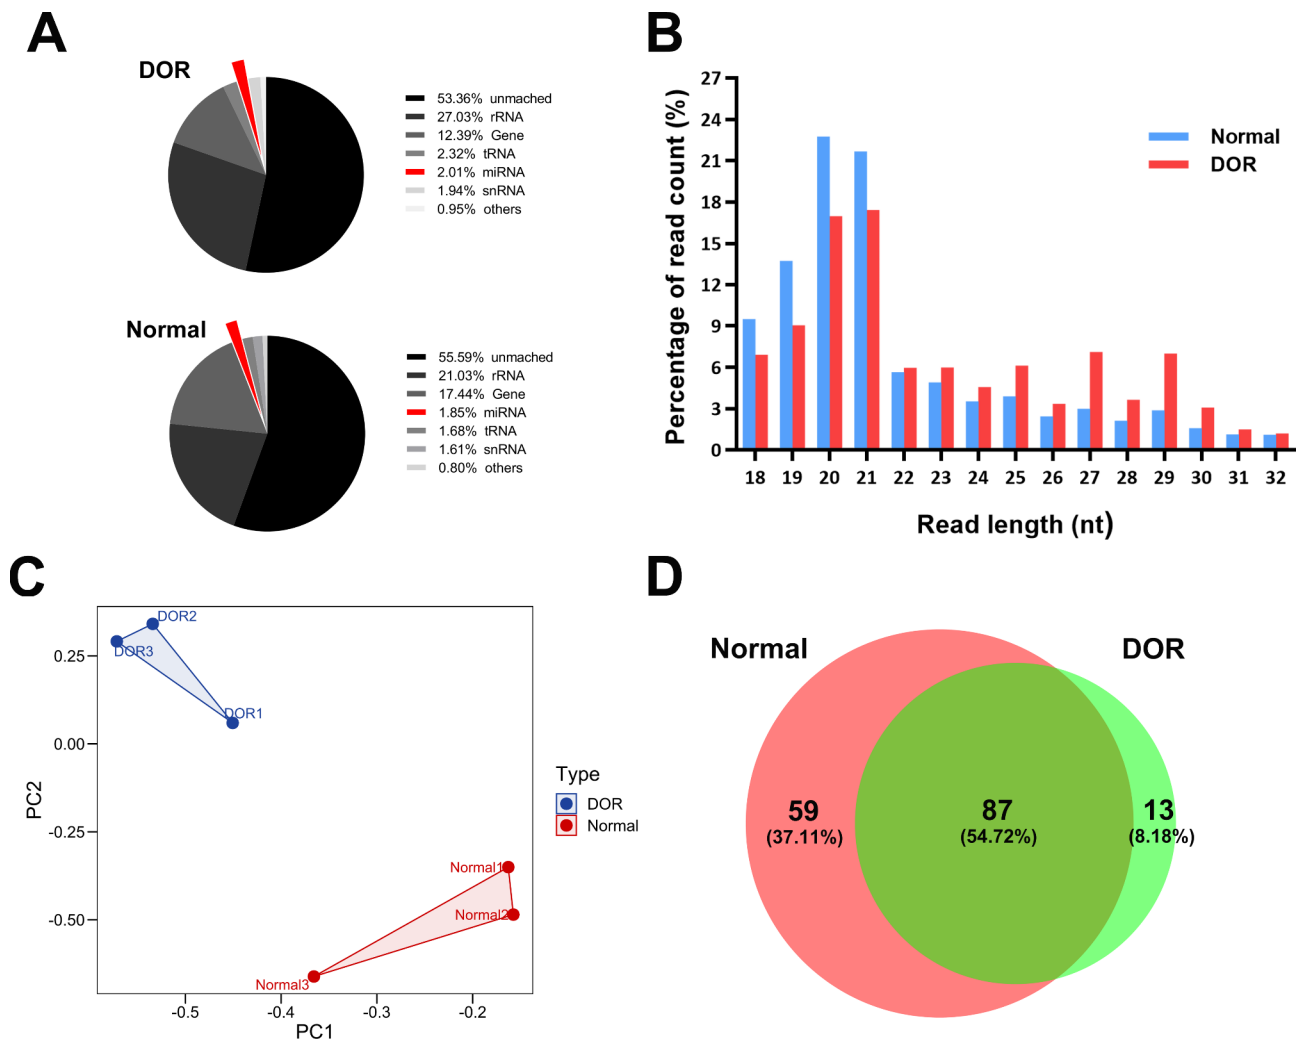 A
DOR
53.36% unmached
27.03% rRNA
12.39% Gene
2.32% tRNA
2.01% miRNA
1.94% snRNA
0.95% others
Normal
55.59% unmached
21.03% rRNA
17.44% Gene
1.85% miRNA
1.68% tRNA
1.61% snRNA
0.80% others
B
Percentage of read count (%)
27
24
21
18
15
12
9
6
3
0
Normal
DOR
18 19 20 21 22 23 24 25 26 27 28 29 30 31 32
Read length (nt)
C
PC2
0.25
0.00
-0.25
-0.50
DOR2
DOR3
DOR1
Normal1
Normal2
Normal3
-0.5 -0.4 -0.3 -0.2
PC1
Type
DOR
Normal
D
Normal
DOR
59
(37.11%)
87
(54.72%)
13
(8.18%)